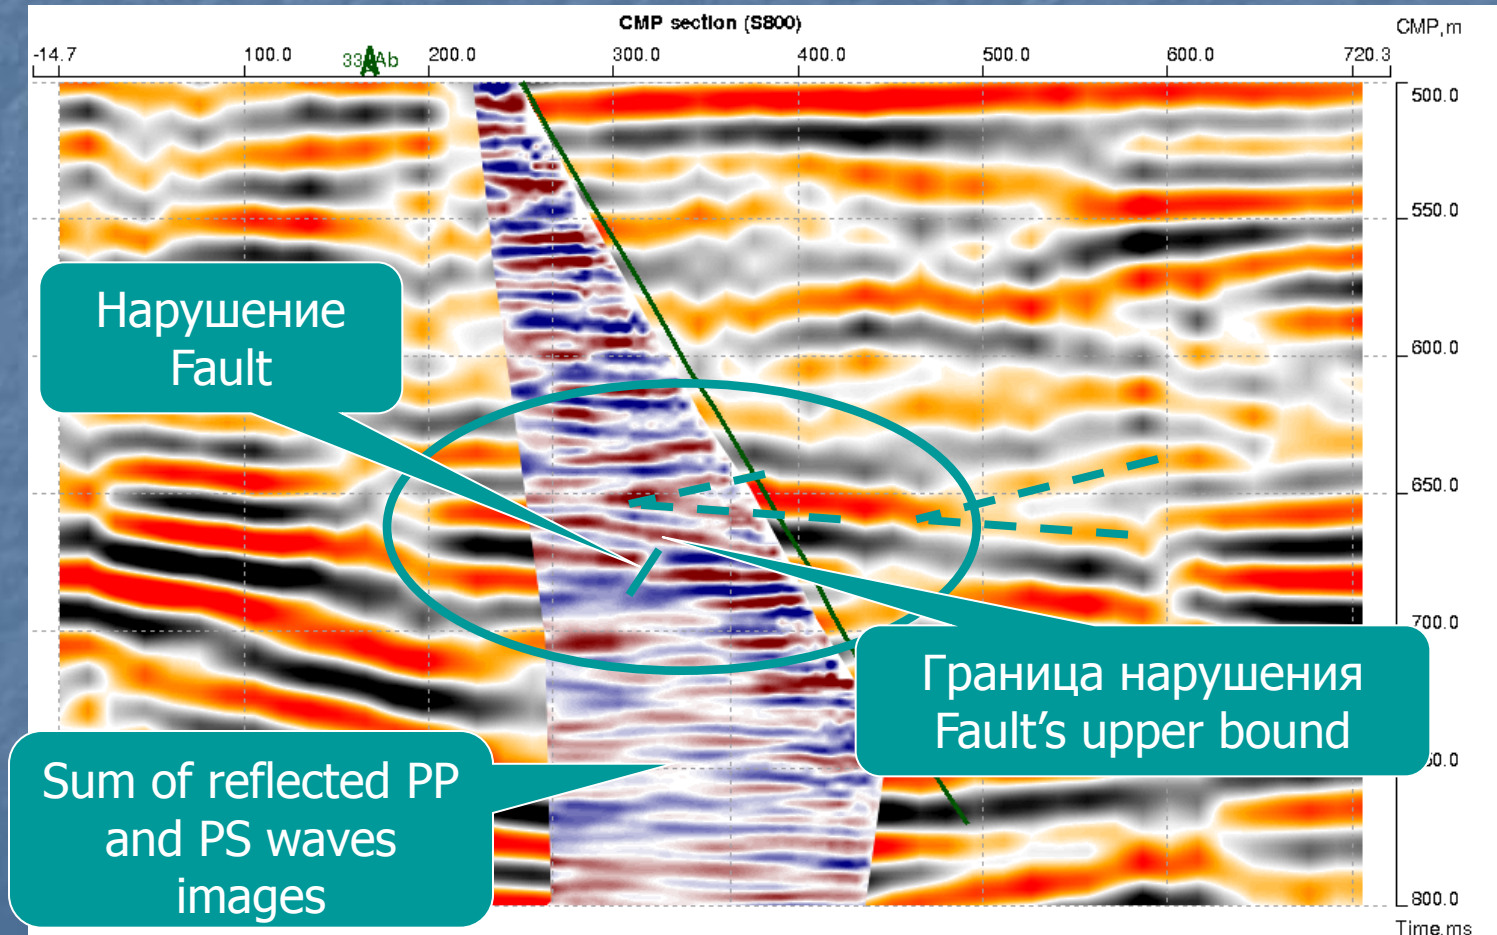 CMP section (S800)
CMP,m
-14.7 100.0 200.0 300.0 400.0 500.0 600.0 720.3
500.0
550.0
Нарушение
Fault
600.0
650.0
700.0
Граница нарушения
Fault's upper bound
Sum of reflected PP
and PS waves
images
800.0
Time,ms